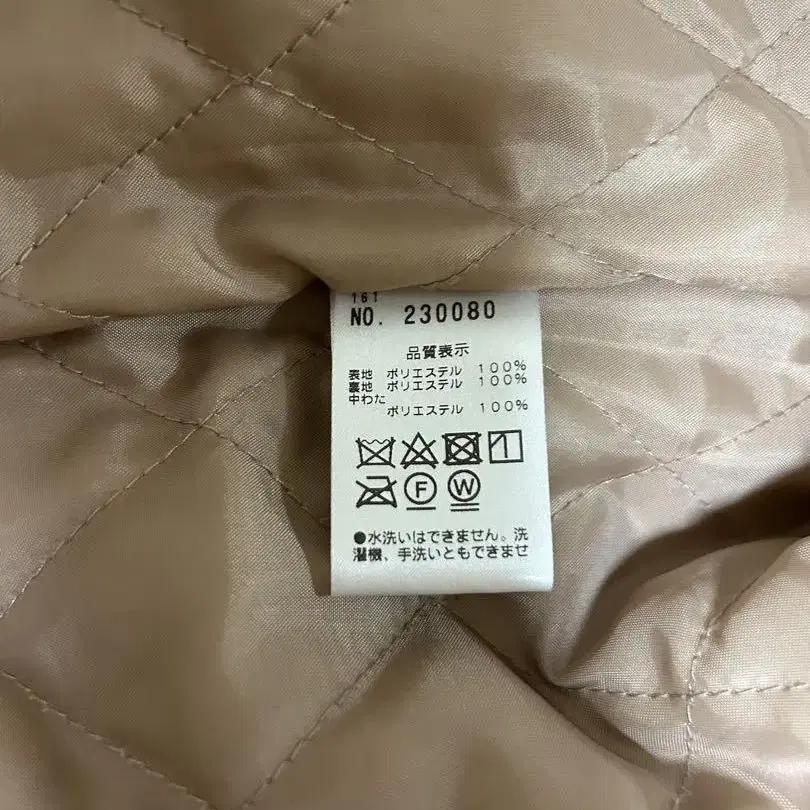 161
NO. 230080
品質表示
表地 ポリエステル 100%
裏地 ポリエステル 100%
中わた
ポリエステル 100%
F W
●水洗いはできません。洗
濯機、手洗いともできませ